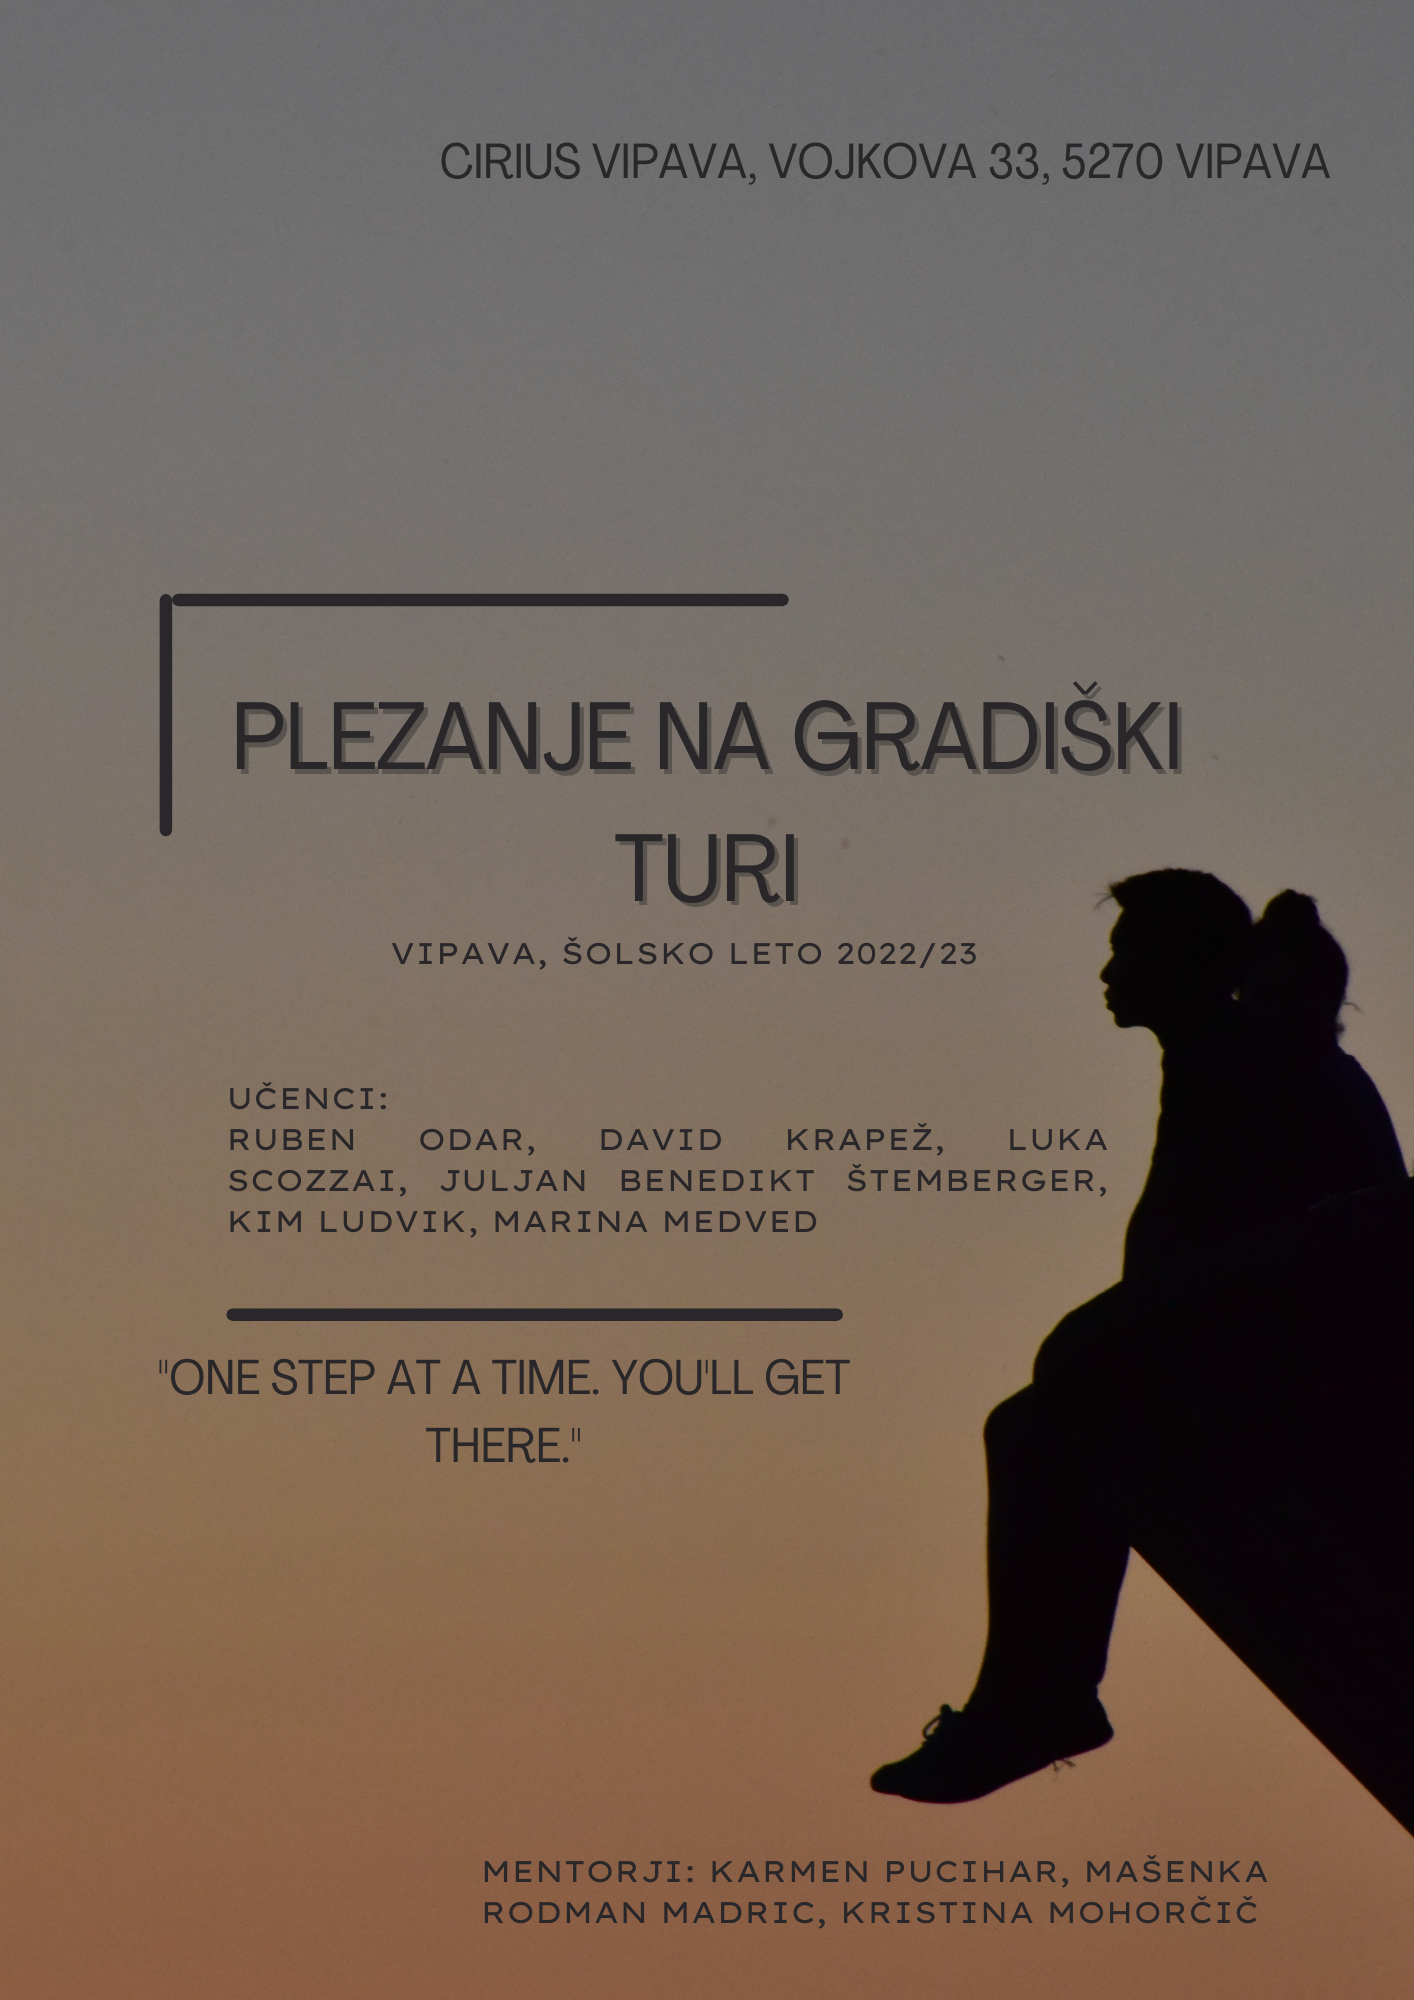 CIRIUS VIPAVA, VOJKOVA 33, 5270 VIPAVA
PLEZANJE NA GRADIŠKI
TURI
VIPAVA, ŠOLSKO LETO 2022/23
UČENCI:
RUBEN ODAR, DAVID KRAPEŽ, LUKA
SCOZZAI, JULJAN BENEDIKT ŠTEMBERGER,
KIM LUDVIK, MARINA MEDVED
"ONE STEP AT A TIME. YOU'LL GET
THERE."
MENTORJI: KARMEN PUCIHAR, MAŠENKA
RODMAN MADRIC, KRISTINA MOHORČIČ